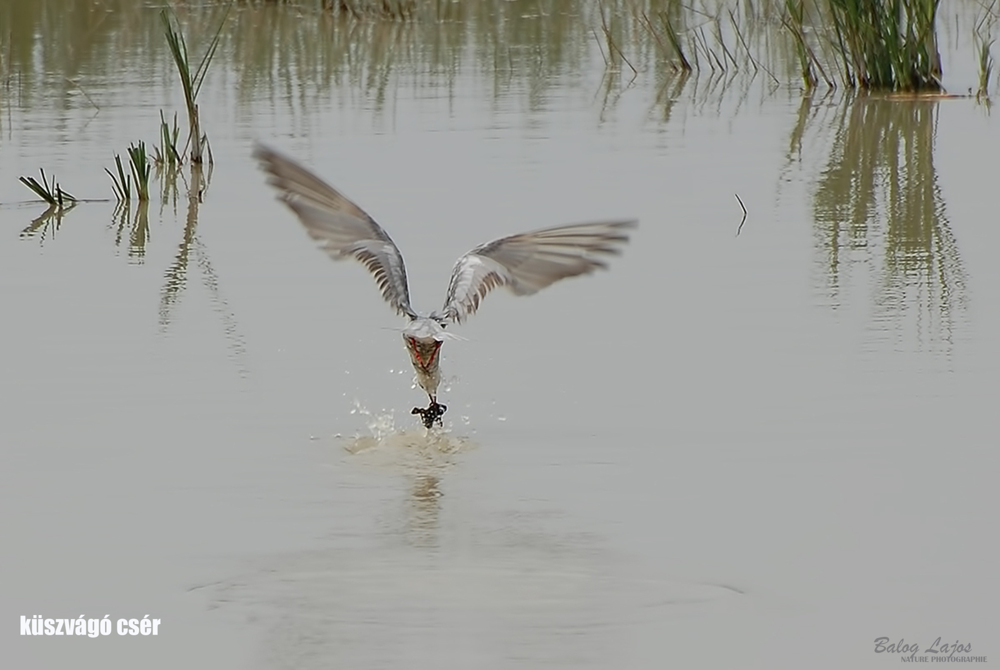 küszvágó csér
Balog Lajos
NATURE PHOTOGRAPHIE